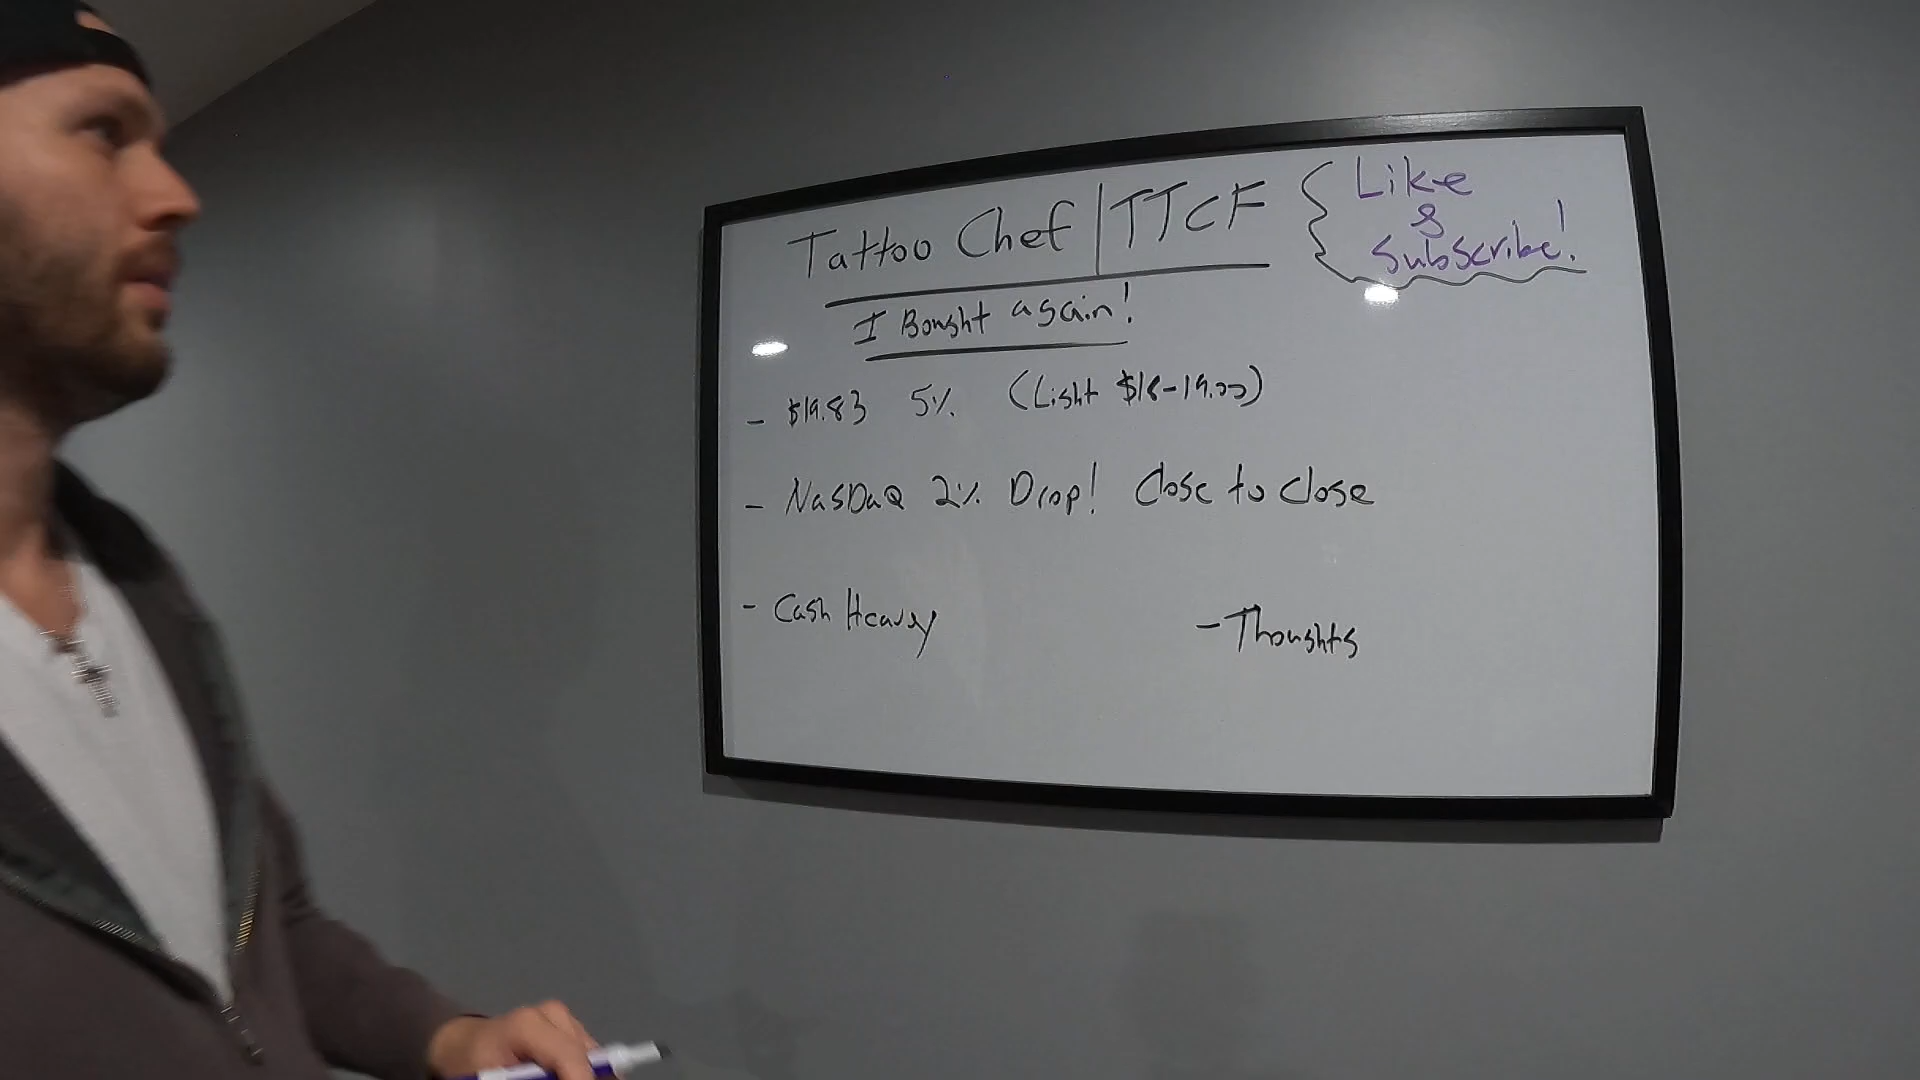 Tattoo Chef | TTCF
Like
&
Subscribe!
I Bought again!
- $19.83 5% (Light $18-19.00)
- NasDaQ 2% Drop! Close to close
- Cash Heavy
- Thoughts